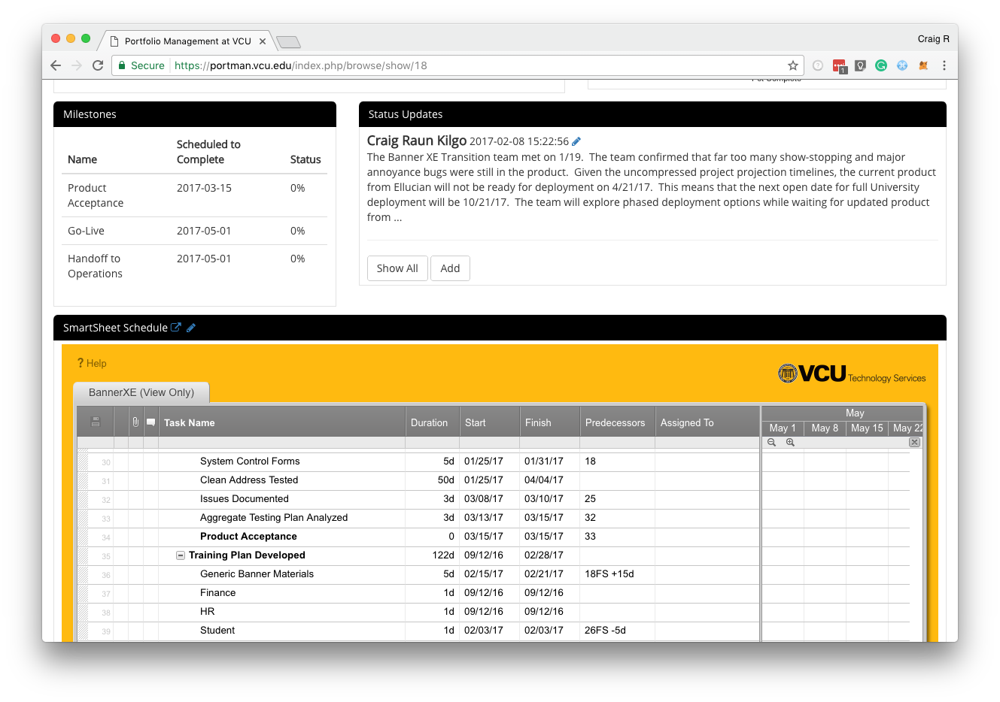 Portfolio Management at VCU
Craig R
Secure
https://portman.vcu.edu/index.php/browse/show/18
1
Pct Complete
Milestones
Name
Scheduled to
Complete
Status
Product
Acceptance
2017-03-15
0%
Go-Live
2017-05-01
0%
Handoff to
Operations
2017-05-01
0%
Status Updates
Craig Raun Kilgo 2017-02-08 15:22:56
The Banner XE Transition team met on 1/19. The team confirmed that far too many show-stopping and major
annoyance bugs were still in the product. Given the uncompressed project projection timelines, the current product
from Ellucian will not be ready for deployment on 4/21/17. This means that the next open date for full University
deployment will be 10/21/17. The team will explore phased deployment options while waiting for updated product
from ...
Show All
Add
SmartSheet Schedule
? Help
VCU Technology Services
BannerXE (View Only)
Task Name Duration Start Finish Predecessors Assigned To
May
May 1 May 8 May 15 May 22
30 System Control Forms 5d 01/25/17 01/31/17 18
31 Clean Address Tested 50d 01/25/17 04/04/17
32 Issues Documented 3d 03/08/17 03/10/17 25
33 Aggregate Testing Plan Analyzed 3d 03/13/17 03/15/17 32
34 Product Acceptance 0 03/15/17 03/15/17 33
35 Training Plan Developed 122d 09/12/16 02/28/17
36 Generic Banner Materials 5d 02/15/17 02/21/17 18FS +15d
37 Finance 1d 09/12/16 09/12/16
38 HR 1d 09/12/16 09/12/16
39 Student 1d 02/03/17 02/03/17 26FS -5d